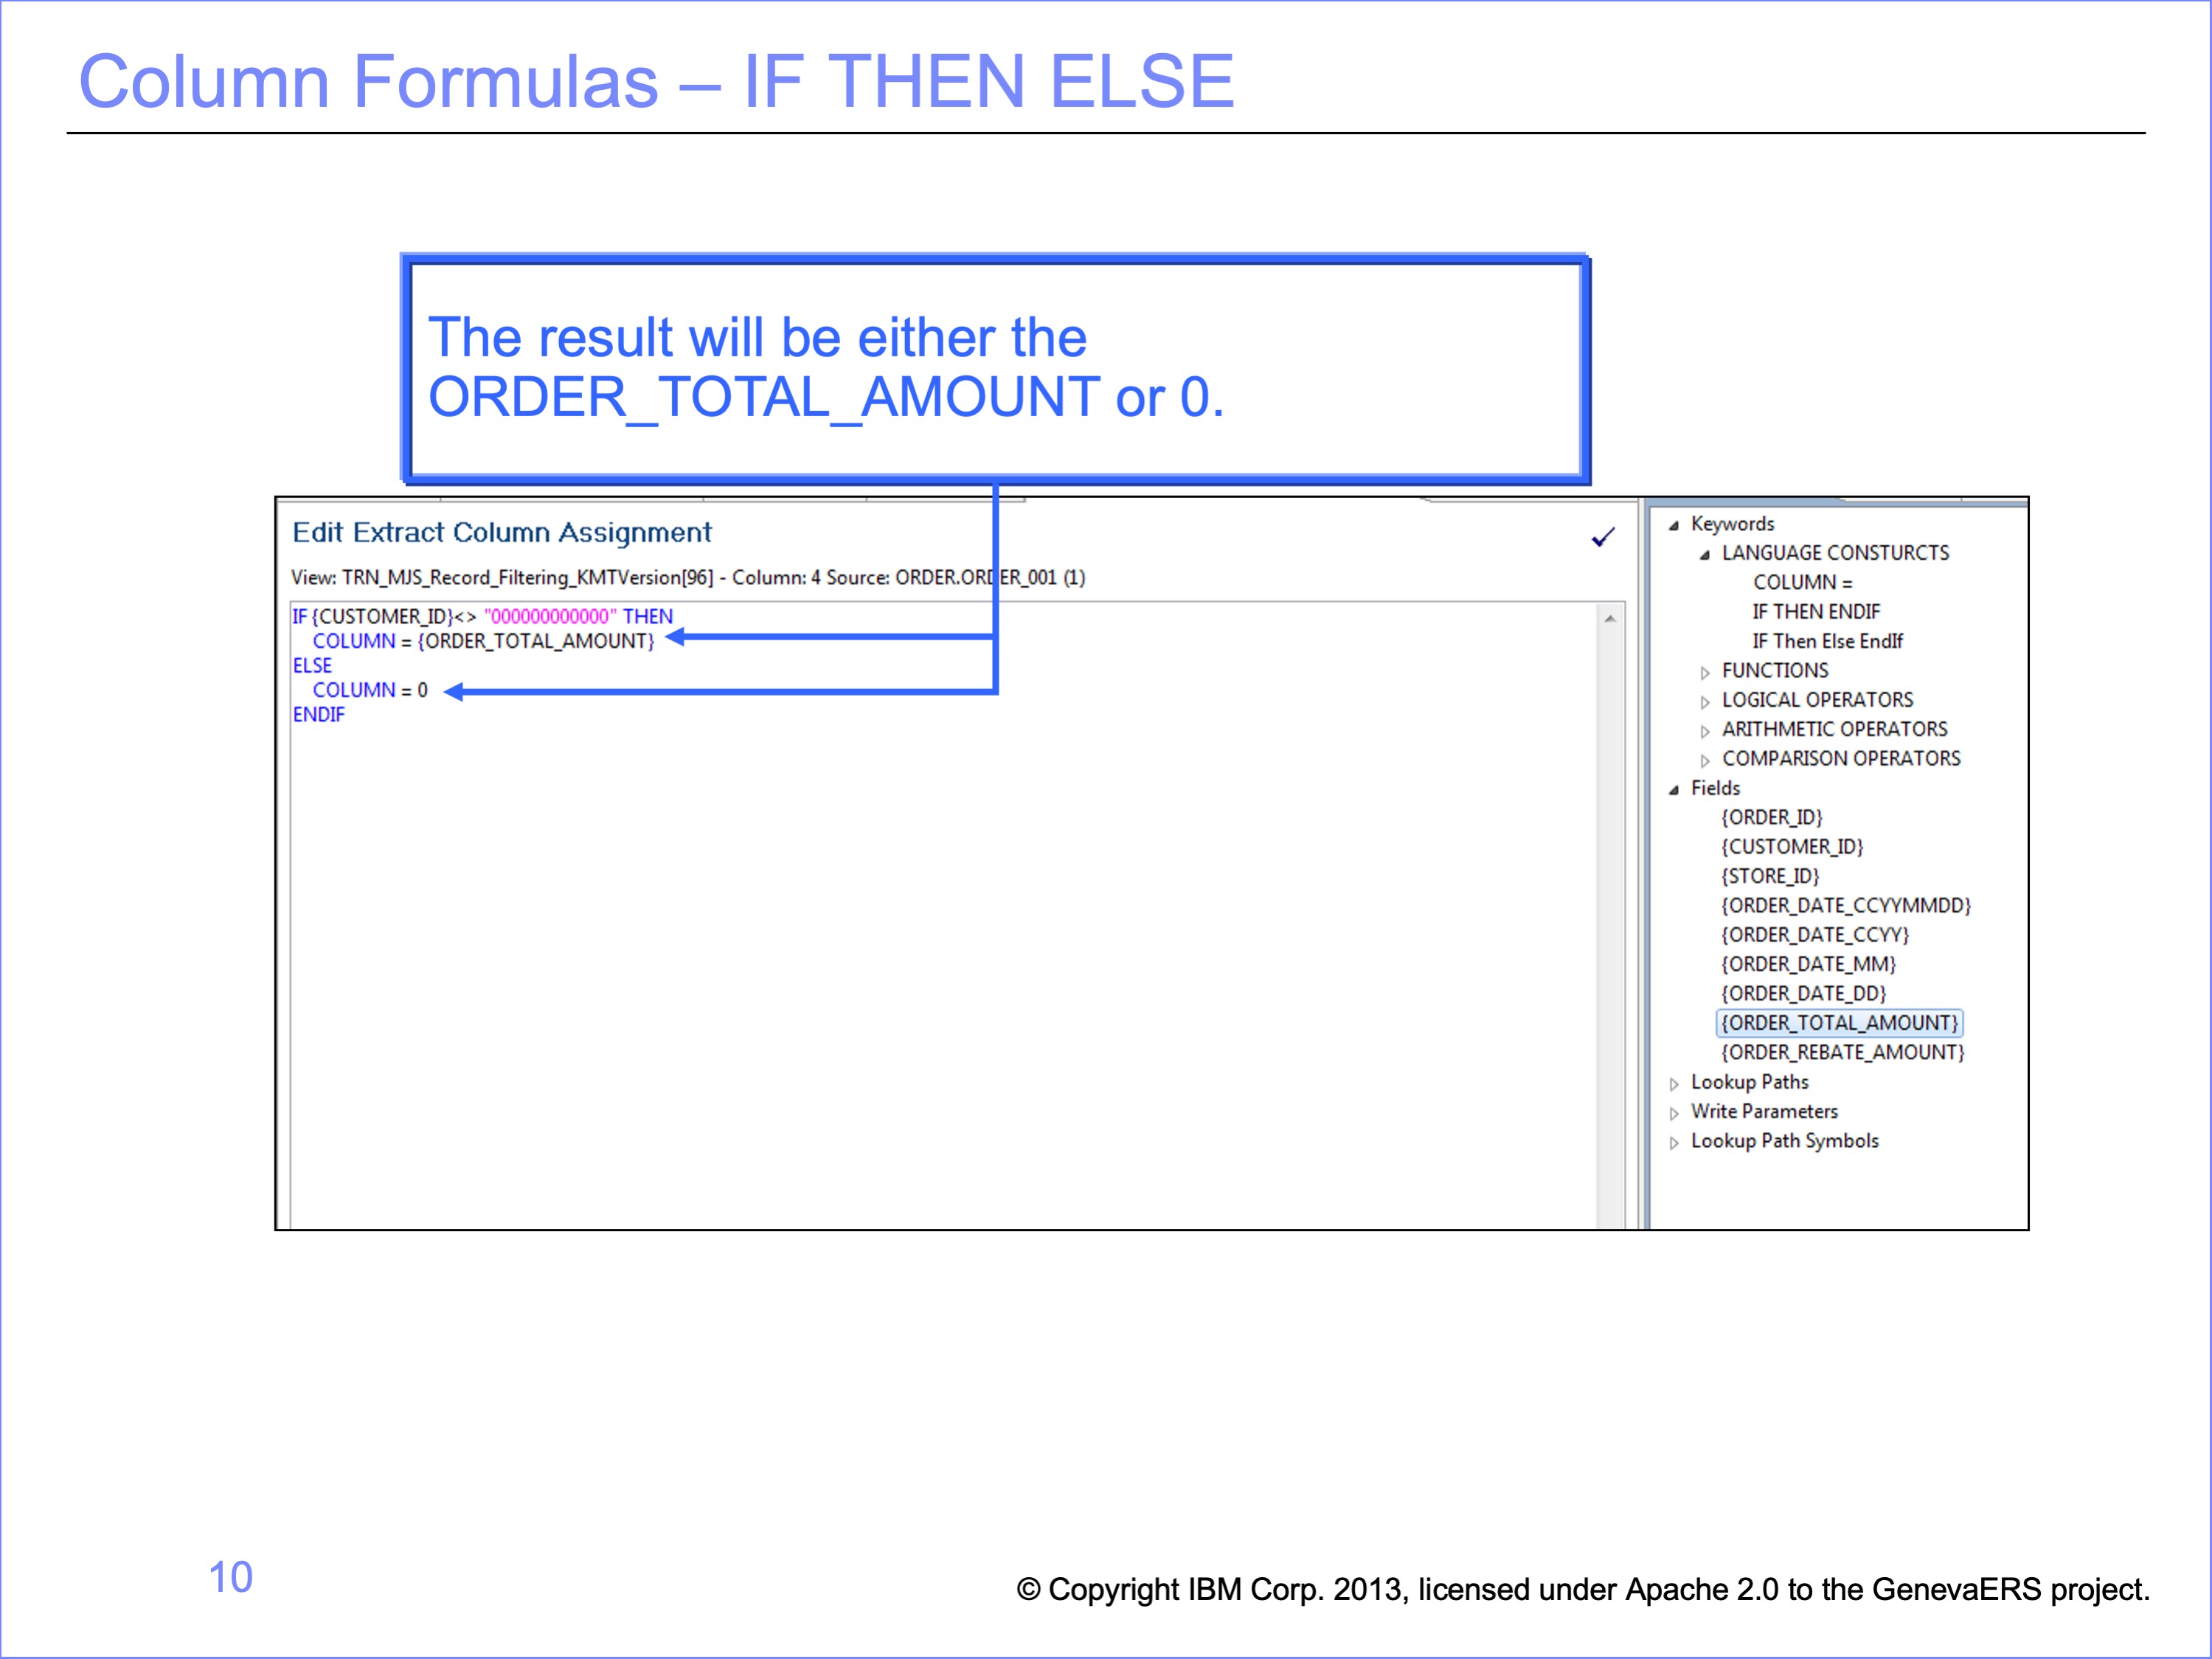 Column Formulas – IF THEN ELSE
The result will be either the
ORDER_TOTAL_AMOUNT or 0.
Edit Extract Column Assignment
View: TRN_MJS_Record_Filtering_KMTVersion[96] - Column: 4 Source: ORDER.ORDER_001 (1)
IF {CUSTOMER_ID}<> "000000000000" THEN
COLUMN = {ORDER_TOTAL_AMOUNT}
ELSE
COLUMN = 0
ENDIF
Keywords
LANGUAGE CONSTURCTS
COLUMN =
IF THEN ENDIF
IF Then Else EndIf
FUNCTIONS
LOGICAL OPERATORS
ARITHMETIC OPERATORS
COMPARISON OPERATORS
Fields
{ORDER_ID}
{CUSTOMER_ID}
{STORE_ID}
{ORDER_DATE_CCYYMMDD}
{ORDER_DATE_CCYY}
{ORDER_DATE_MM}
{ORDER_DATE_DD}
{ORDER_TOTAL_AMOUNT}
{ORDER_REBATE_AMOUNT}
Lookup Paths
Write Parameters
Lookup Path Symbols
10
© Copyright IBM Corp. 2013, licensed under Apache 2.0 to the GenevaERS project.